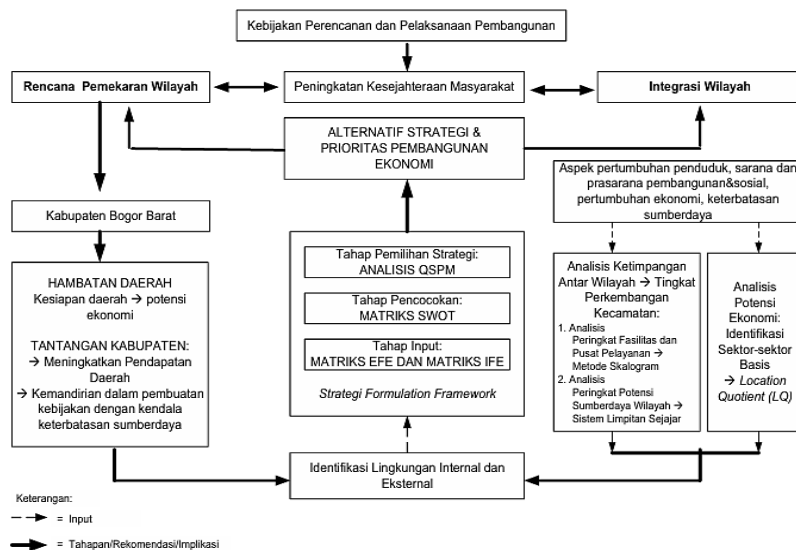 Kebijakan Perencanan dan Pelaksanaan Pembangunan
Rencana Pemekaran Wilayah
Peningkatan Kesejahteraan Masyarakat
Integrasi Wilayah
ALTERNATIF STRATEGI &
PRIORITAS PEMBANGUNAN
EKONOMI
Aspek pertumbuhan penduduk, sarana dan
prasarana pembangunan&sosial,
pertumbuhan ekonomi, keterbatasan
sumberdaya
Kabupaten Bogor Barat
HAMBATAN DAERAH
Kesiapan daerah → potensi
ekonomi
TANTANGAN KABUPATEN:
→ Meningkatkan Pendapatan
Daerah
→ Kemandirian dalam pembuatan
kebijakan dengan kendala
keterbatasan sumberdaya
Tahap Pemilihan Strategi:
ANALISIS QSPM
Tahap Pencocokan:
MATRIKS SWOT
Tahap Input:
MATRIKS EFE DAN MATRIKS IFE
Strategi Formulation Framework
Analisis Ketimpangan
Antar Wilayah → Tingkat
Perkembangan
Kecamatan:
1. Analisis
Peringkat Fasilitas dan
Pusat Pelayanan →
Metode Skalogram
2. Analisis
Peringkat Potensi
Sumberdaya Wilayah →
Sistem Limpitan Sejajar
Analisis
Potensi
Ekonomi:
Identifikasi
Sektor-sektor
Basis
→ Location
Quotient (LQ)
Identifikasi Lingkungan Internal dan
Eksternal
Keterangan:
= Input
= Tahapan/Rekomendasi/Implikasi